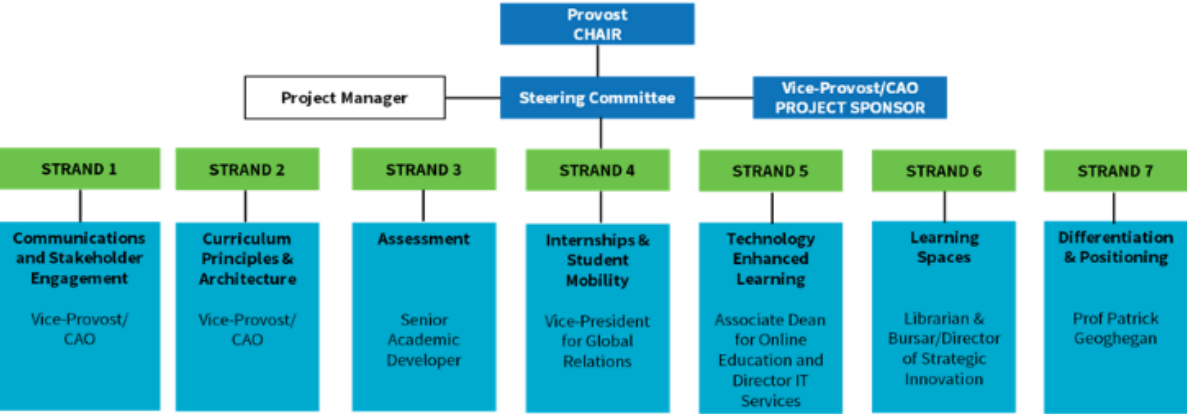 Provost
CHAIR
Project Manager
Steering Committee
Vice-Provost/CAO
PROJECT SPONSOR
STRAND 1
STRAND 2
STRAND 3
STRAND 4
STRAND 5
STRAND 6
STRAND 7
Communications
and Stakeholder
Engagement
Vice-Provost/
CAO
Curriculum
Principles &
Architecture
Vice-Provost/
CAO
Assessment
Senior
Academic
Developer
Internships &
Student
Mobility
Vice-President
for Global
Relations
Technology
Enhanced
Learning
Associate Dean
for Online
Education and
Director IT
Services
Learning
Spaces
Librarian &
Bursar/Director
of Strategic
Innovation
Differentiation
& Positioning
Prof Patrick
Geoghegan